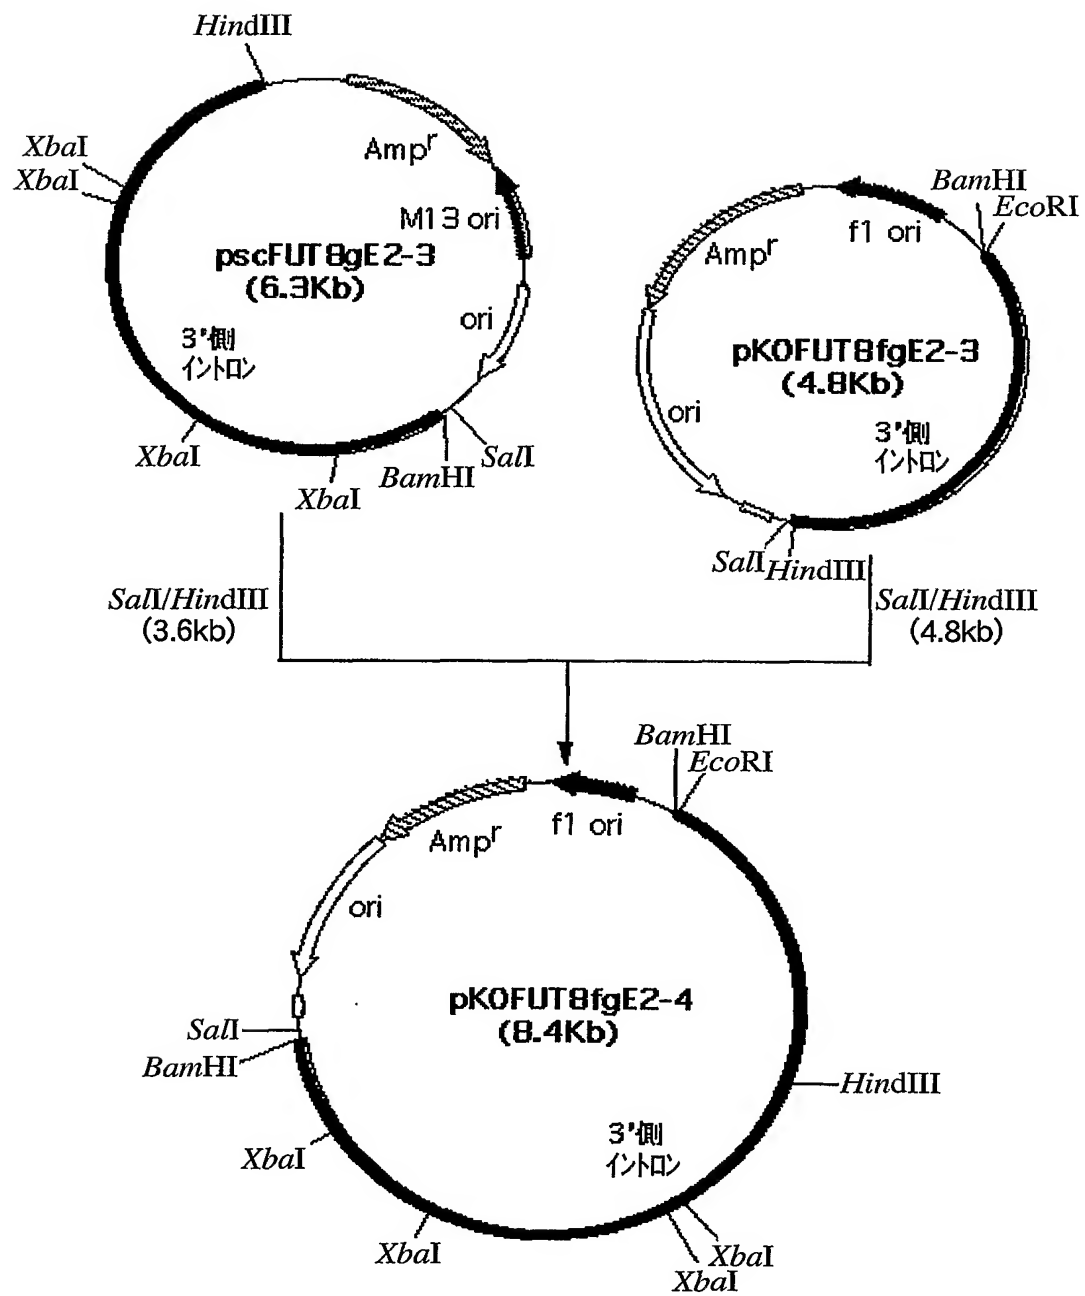 HindIII
XbaI
XbaI
Ampʳ
M13 ori
pscFUT8gE2-3
(6.3Kb)
ori
3'側
イントロン
XbaI
XbaI
BamHI
SalI
BamHI
EcoRI
f1 ori
Ampʳ
pKOFUT8fgE2-3
(4.8Kb)
ori
3'側
イントロン
SalI
HindIII
SalI/HindIII
(3.6kb)
SalI/HindIII
(4.8kb)
BamHI
EcoRI
f1 ori
Ampʳ
ori
pKOFUT8fgE2-4
(8.4Kb)
SalI
BamHI
HindIII
3'側
イントロン
XbaI
XbaI
XbaI
XbaI